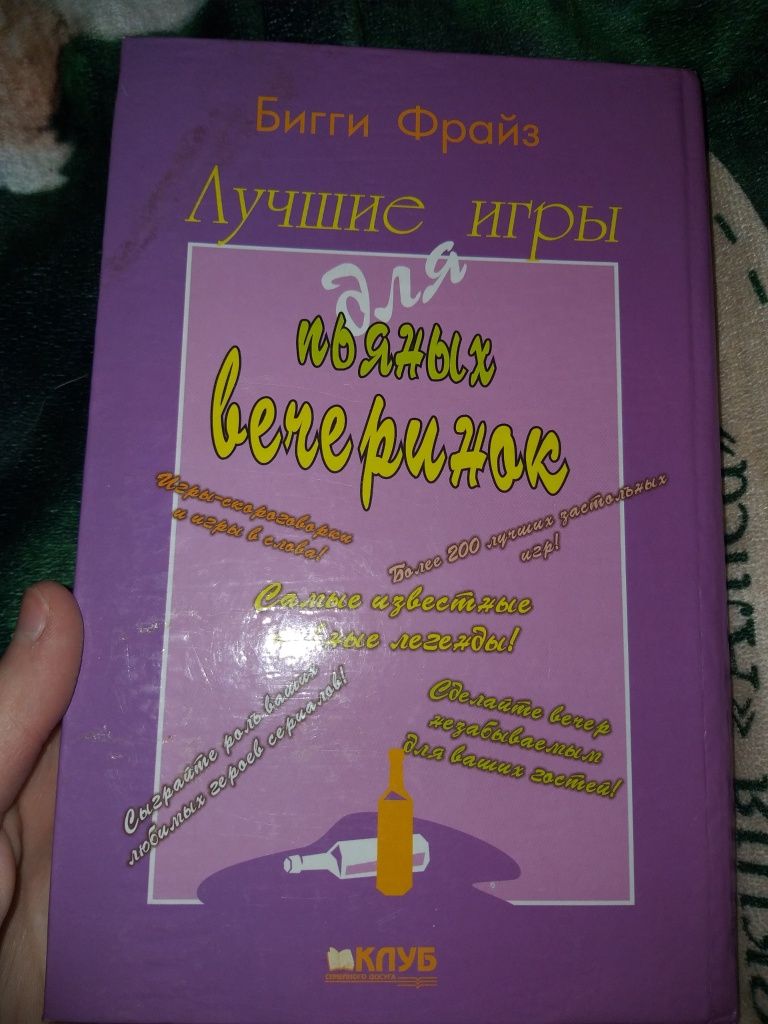 Бигги Фрайз
Лучшие игры
для
пьяных
вечеринок
Игры-скороговорки
и игры в слова!
Более 200 лучших застольных
игр!
Самые известные
легенды!
Сыграйте роль ваших
любимых героев сериалов!
Сделайте вечер
незабываемым
для ваших гостей!
КЛУБ
СЕМЕЙНОГО ДОСУГА
«Алиса»